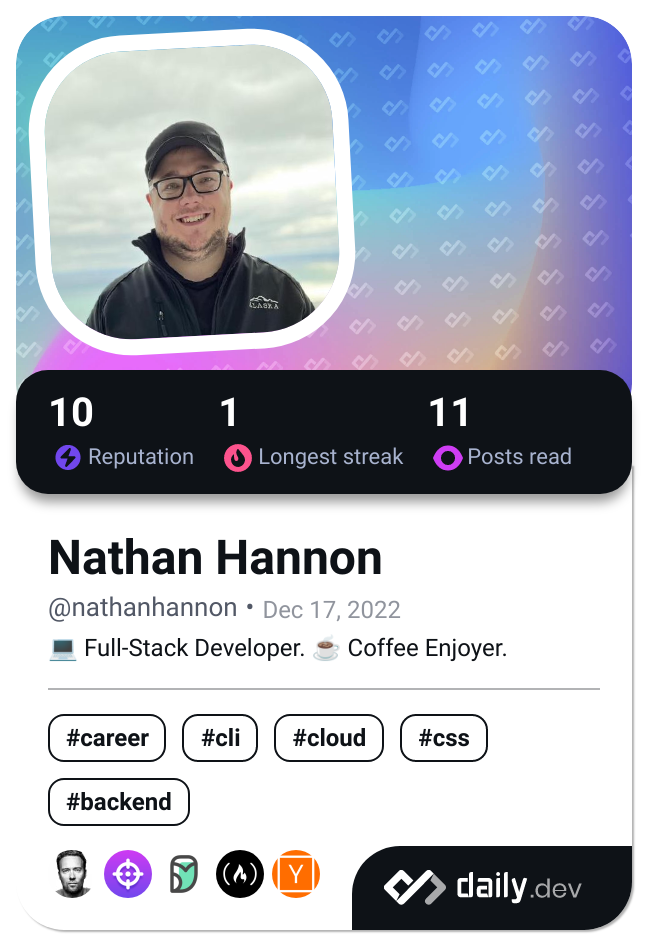 ALASKA
10 1 11
Reputation Longest streak Posts read
Nathan Hannon
@nathanhannon • Dec 17, 2022
💻 Full-Stack Developer. ☕ Coffee Enjoyer.
#career #cli #cloud #css
#backend
Y
daily.dev